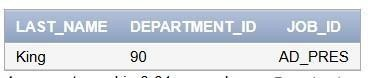 LAST_NAME DEPARTMENT_ID JOB_ID
King 90 AD_PRES